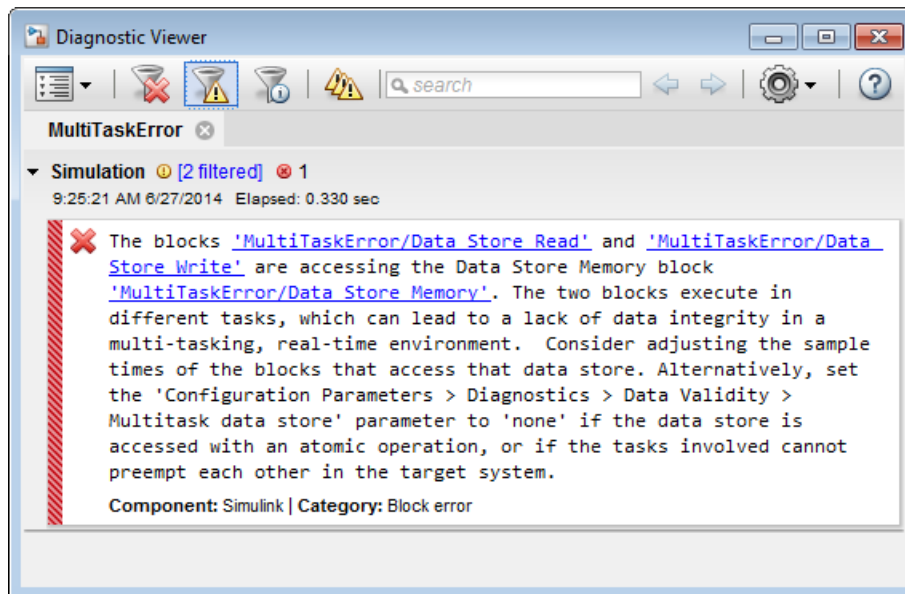 Diagnostic Viewer
search
MultiTaskError
Simulation [2 filtered] 1
9:25:21 AM 6/27/2014 Elapsed: 0.330 sec
The blocks 'MultiTaskError/Data Store Read' and 'MultiTaskError/Data
Store Write' are accessing the Data Store Memory block
'MultiTaskError/Data Store Memory'. The two blocks execute in
different tasks, which can lead to a lack of data integrity in a
multi-tasking, real-time environment.  Consider adjusting the sample
times of the blocks that access that data store. Alternatively, set
the 'Configuration Parameters > Diagnostics > Data Validity >
Multitask data store' parameter to 'none' if the data store is
accessed with an atomic operation, or if the tasks involved cannot
preempt each other in the target system.
Component: Simulink | Category: Block error